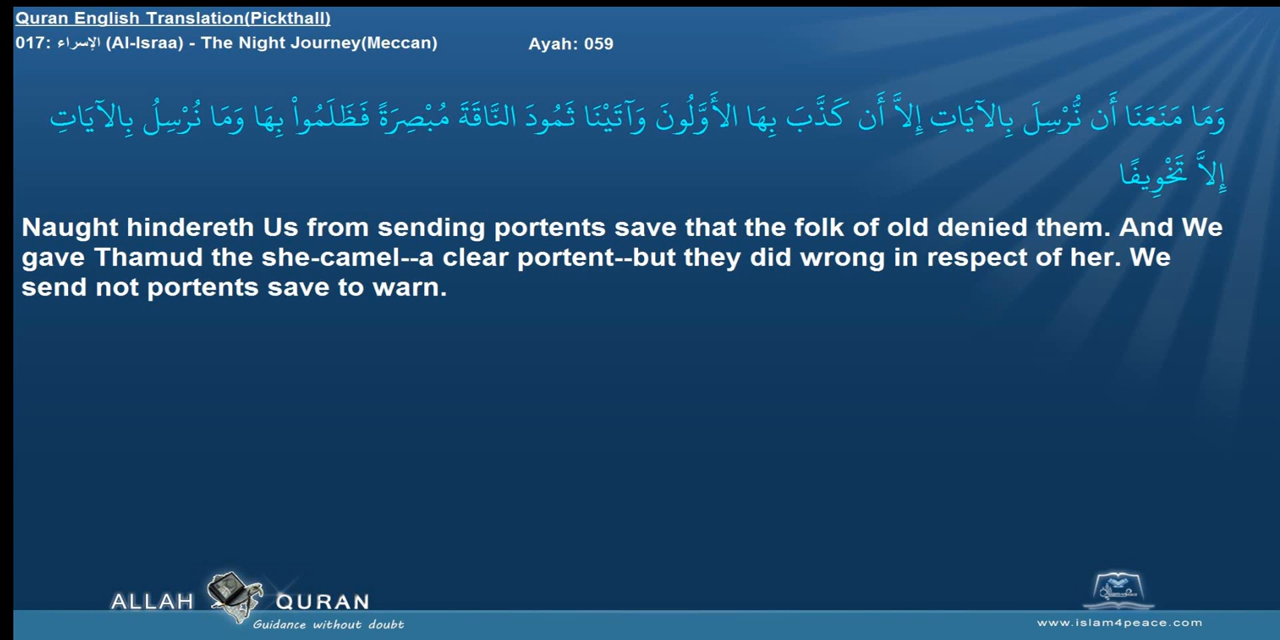 Quran English Translation(Pickthall)
017: الإسراء (Al-Israa) - The Night Journey(Meccan) Ayah: 059
وَمَا مَنَعَنَا أَن نُّرْسِلَ بِالآيَاتِ إِلاَّ أَن كَذَّبَ بِهَا الأَوَّلُونَ وَآتَيْنَا ثَمُودَ النَّاقَةَ مُبْصِرَةً فَظَلَمُواْ بِهَا وَمَا نُرْسِلُ بِالآيَاتِ
إِلاَّ تَخْوِيفًا
Naught hindereth Us from sending portents save that the folk of old denied them. And We
gave Thamud the she-camel--a clear portent--but they did wrong in respect of her. We
send not portents save to warn.
ALLAH QURAN
Guidance without doubt
www.islam4peace.com